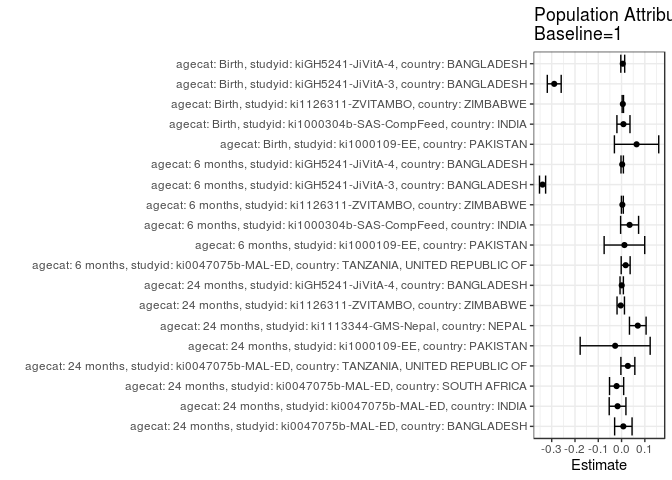 Population Attribu
Baseline=1
agecat: Birth, studyid: kiGH5241-JiVitA-4, country: BANGLADESH
agecat: Birth, studyid: kiGH5241-JiVitA-3, country: BANGLADESH
agecat: Birth, studyid: ki1126311-ZVITAMBO, country: ZIMBABWE
agecat: Birth, studyid: ki1000304b-SAS-CompFeed, country: INDIA
agecat: Birth, studyid: ki1000109-EE, country: PAKISTAN
agecat: 6 months, studyid: kiGH5241-JiVitA-4, country: BANGLADESH
agecat: 6 months, studyid: kiGH5241-JiVitA-3, country: BANGLADESH
agecat: 6 months, studyid: ki1126311-ZVITAMBO, country: ZIMBABWE
agecat: 6 months, studyid: ki1000304b-SAS-CompFeed, country: INDIA
agecat: 6 months, studyid: ki1000109-EE, country: PAKISTAN
agecat: 6 months, studyid: ki0047075b-MAL-ED, country: TANZANIA, UNITED REPUBLIC OF
agecat: 24 months, studyid: kiGH5241-JiVitA-4, country: BANGLADESH
agecat: 24 months, studyid: ki1126311-ZVITAMBO, country: ZIMBABWE
agecat: 24 months, studyid: ki1113344-GMS-Nepal, country: NEPAL
agecat: 24 months, studyid: ki1000109-EE, country: PAKISTAN
agecat: 24 months, studyid: ki0047075b-MAL-ED, country: TANZANIA, UNITED REPUBLIC OF
agecat: 24 months, studyid: ki0047075b-MAL-ED, country: SOUTH AFRICA
agecat: 24 months, studyid: ki0047075b-MAL-ED, country: INDIA
agecat: 24 months, studyid: ki0047075b-MAL-ED, country: BANGLADESH
-0.3 -0.2 -0.1 0.0 0.1
Estimate